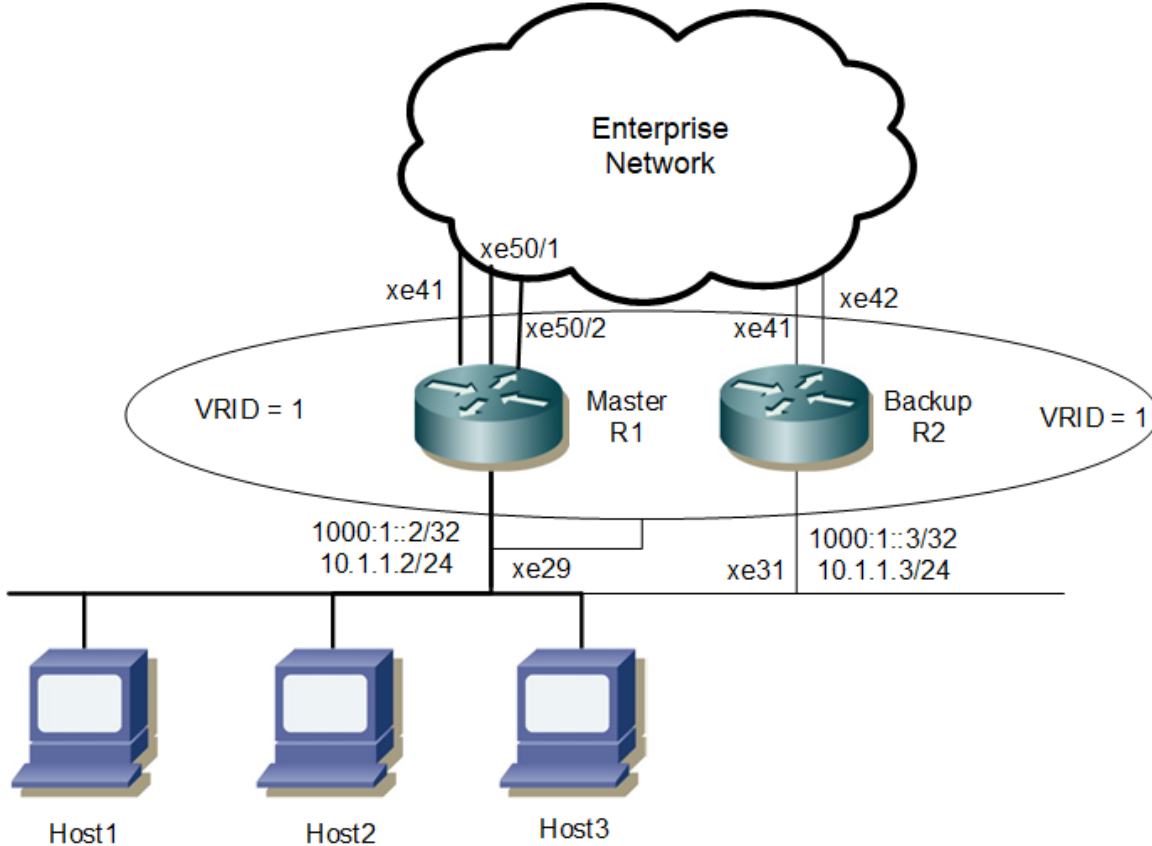 Enterprise
Network
xe50/1
xe41
xe42
xe50/2
xe41
VRID = 1
Master
R1
Backup
R2
VRID = 1
1000:1::2/32
10.1.1.2/24
xe29
xe31
1000:1::3/32
10.1.1.3/24
Host1
Host2
Host3